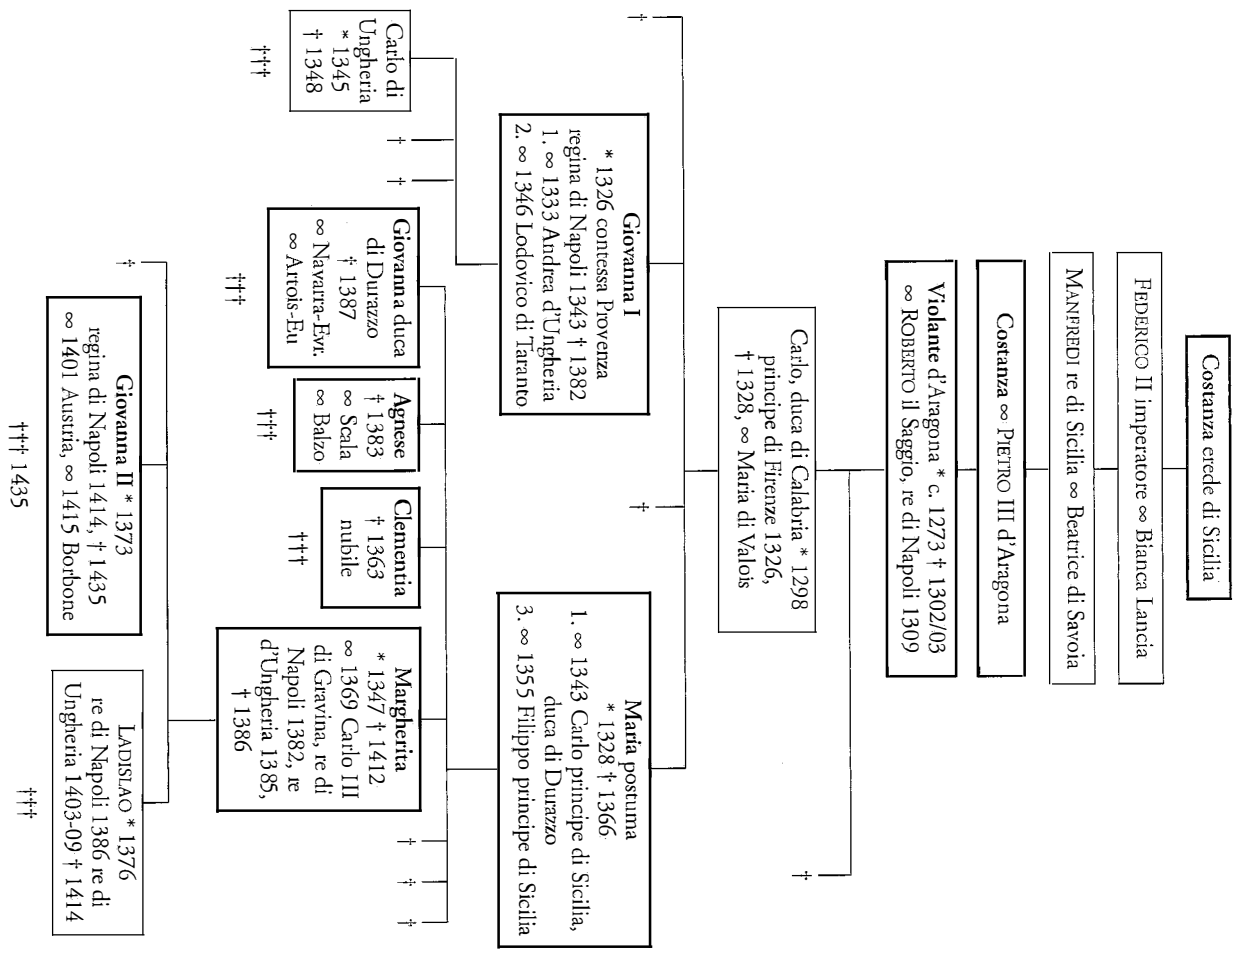 Costanza erede di Sicilia
FEDERICO II imperatore ∞ Bianca Lancia
MANFREDI re di Sicilia ∞ Beatrice di Savoia
Costanza ∞ PIETRO III d'Aragona
Violante d'Aragona * c. 1273 † 1302/03
∞ ROBERTO il Saggio, re di Napoli 1309
Carlo, duca di Calabria * 1298
principe di Firenze 1326,
† 1328, ∞ Maria di Valois
†
†
Giovanna I
* 1326 contessa Provenza
regina di Napoli 1343 † 1382
1. ∞ 1333 Andrea d'Ungheria
2. ∞ 1346 Lodovico di Taranto
†
Maria postuma
* 1328 † 1366
1. ∞ 1343 Carlo principe di Sicilia,
duca di Durazzo
3. ∞ 1355 Filippo principe di Sicilia
Carlo di
Ungheria
* 1345
† 1348
†††
†
†
Giovanna duca
di Durazzo
† 1387
∞ Navarra-Evr.
∞ Artois-Eu
†††
Agnese
† 1383
∞ Scala
∞ Balzo
†††
Clementia
† 1363
nubile
†††
Margherita
* 1347 † 1412
∞ 1369 Carlo III
di Gravina, re di
Napoli 1382, re
d'Ungheria 1385,
† 1386
†
†
†
†
Giovanna II * 1373
regina di Napoli 1414, † 1435
∞ 1401 Austria, ∞ 1415 Borbone
††† 1435
LADISLAO * 1376
re di Napoli 1386 re di
Ungheria 1403-09 † 1414
†††